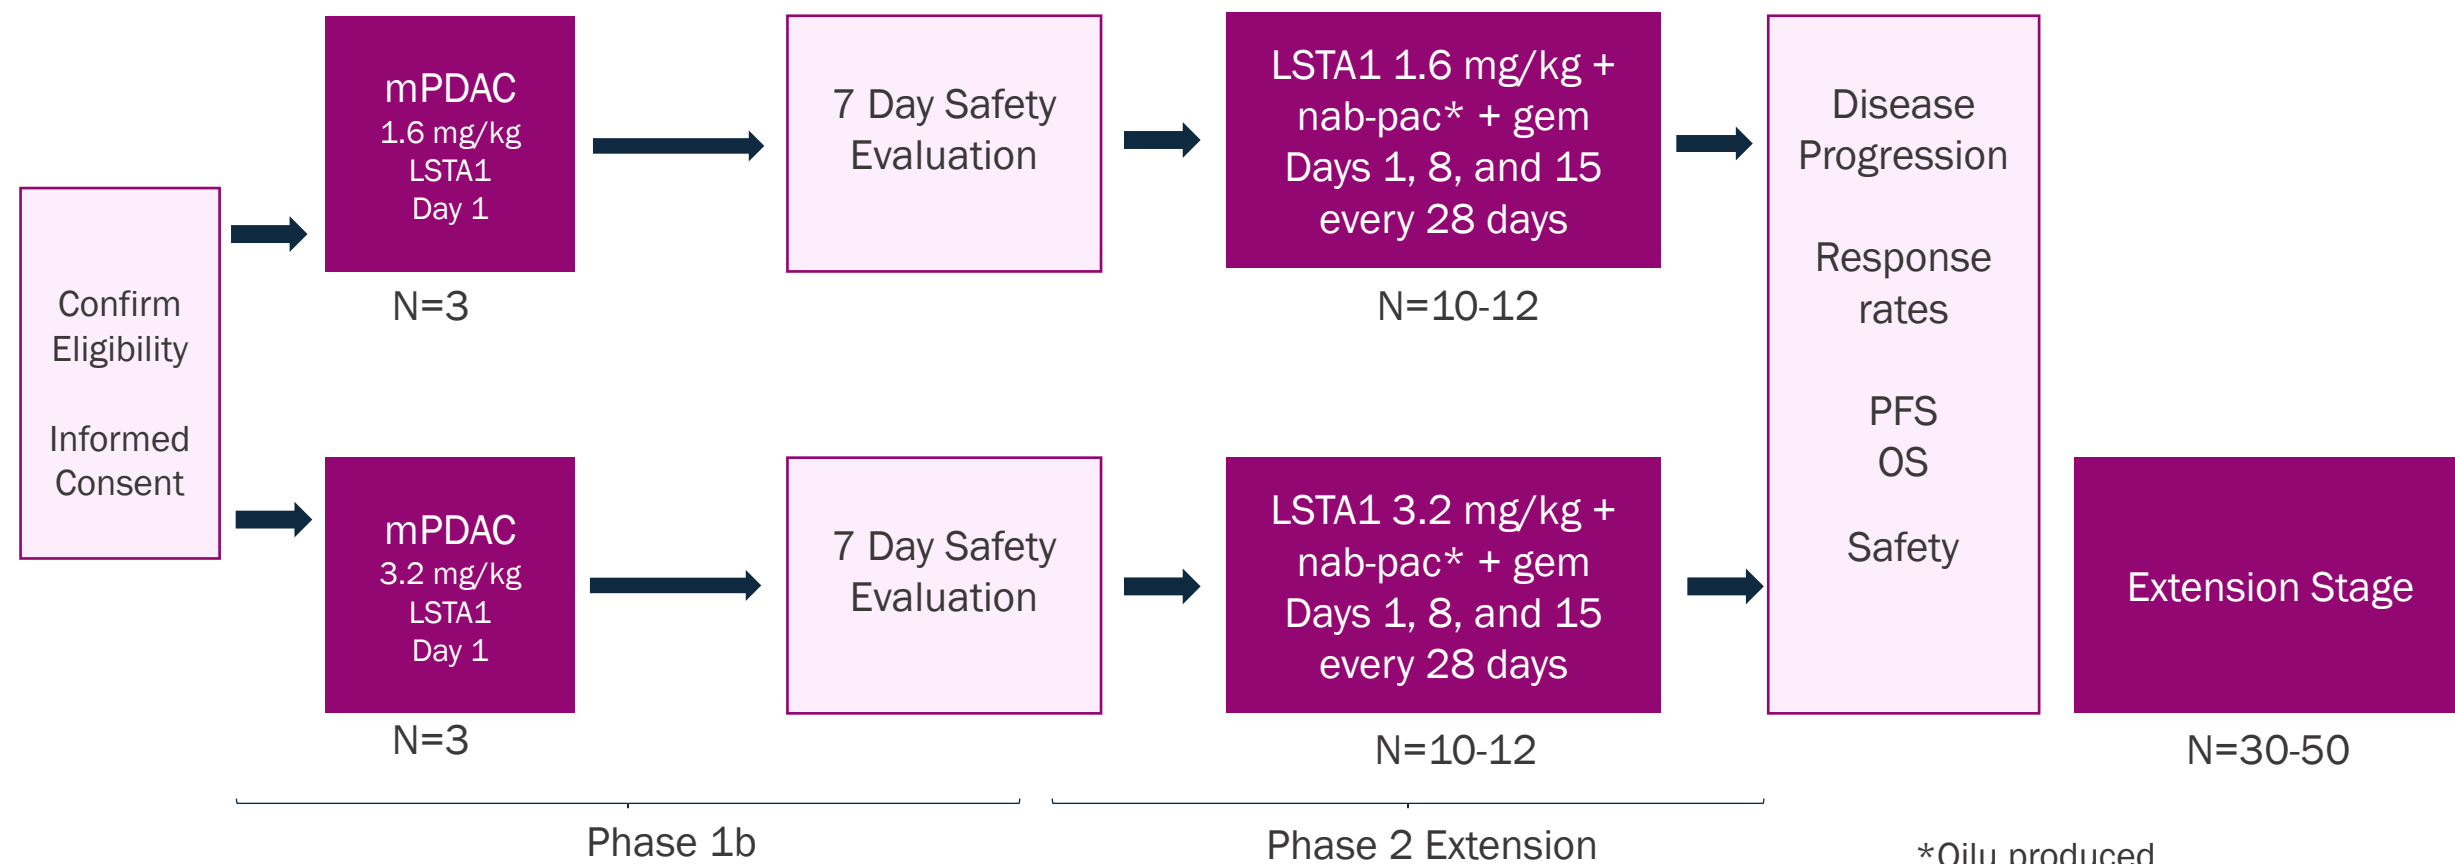 Confirm
Eligibility
Informed
Consent
mPDAC
1.6 mg/kg
LSTA1
Day 1
N=3
7 Day Safety
Evaluation
LSTA1 1.6 mg/kg +
nab-pac* + gem
Days 1, 8, and 15
every 28 days
N=10-12
mPDAC
3.2 mg/kg
LSTA1
Day 1
N=3
7 Day Safety
Evaluation
LSTA1 3.2 mg/kg +
nab-pac* + gem
Days 1, 8, and 15
every 28 days
N=10-12
Disease
Progression
Response
rates
PFS
OS
Safety
Extension Stage
N=30-50
Phase 1b
Phase 2 Extension
*Qilu produced